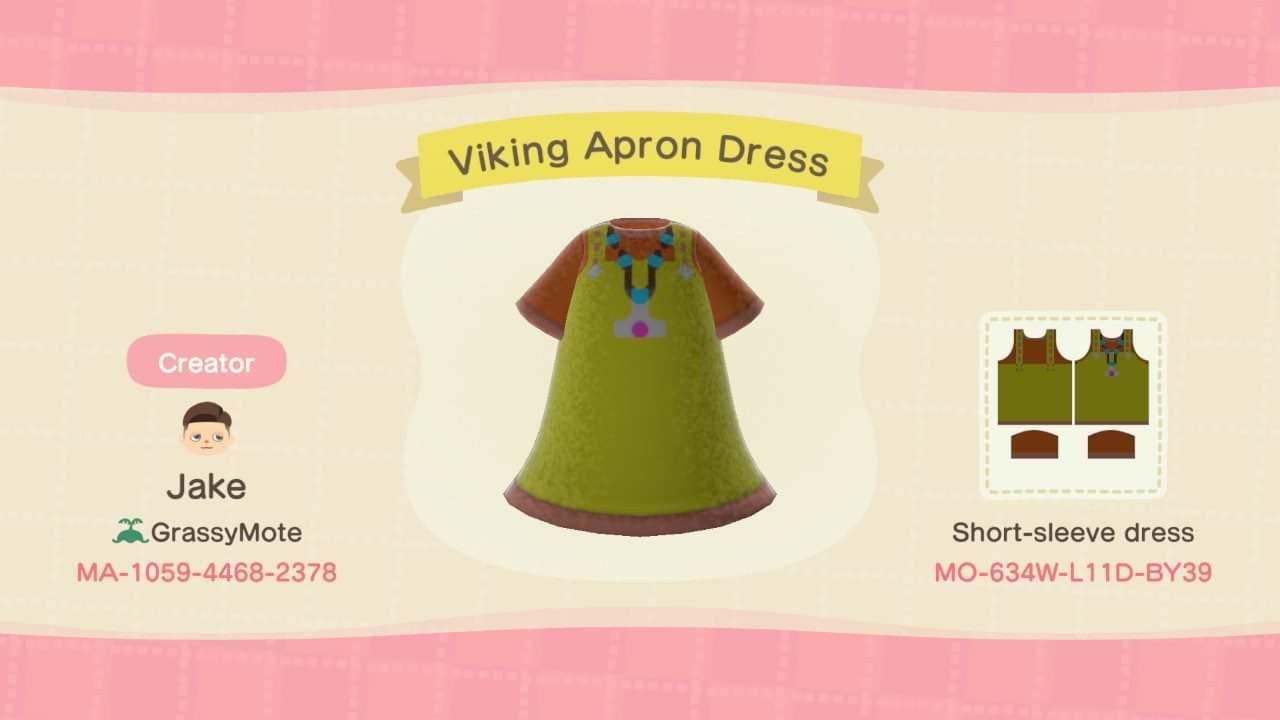 Viking Apron Dress
Creator
Jake
GrassyMote
MA-1059-4468-2378
Short-sleeve dress
MO-634W-L11D-BY39